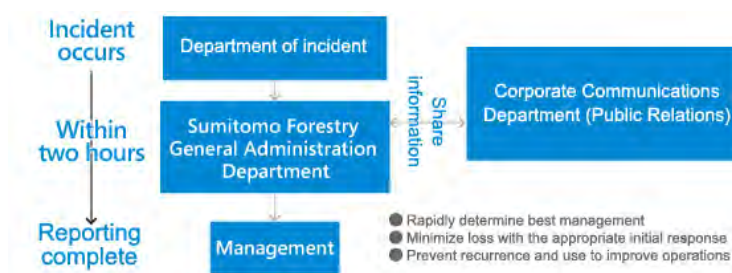 Incident
occurs
Within
two hours
Reporting
complete
Department of incident
Sumitomo Forestry
General Administration
Department
Management
Share
information
Corporate Communications
Department (Public Relations)
● Rapidly determine best management
● Minimize loss with the appropriate initial response
● Prevent recurrence and use to improve operations